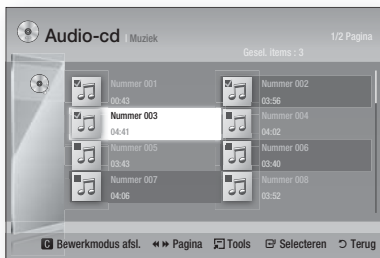 Audio-cd | Muziek 1/2 Pagina
Gesel. items : 3
Nummer 001 Nummer 002
00:43 03:56
Nummer 003 Nummer 004
04:41 04:02
Nummer 005 Nummer 006
03:43 03:40
Nummer 007 Nummer 008
04:06 03:52
C Bewerkmodus afsl. Pagina Tools Selecteren Terug